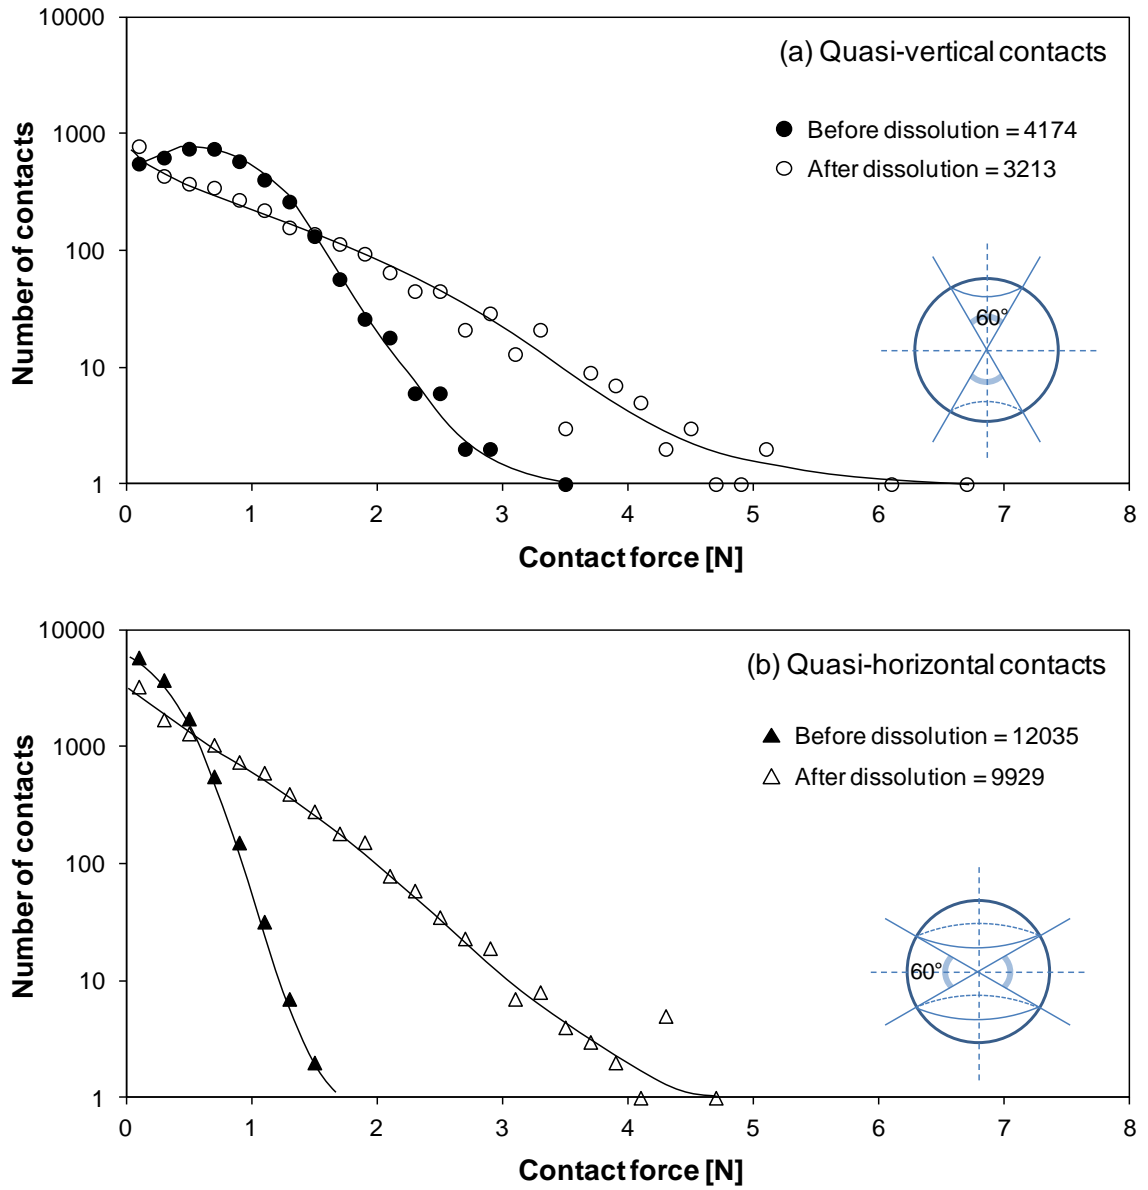 10000
(a) Quasi-vertical contacts
1000
Before dissolution = 4174
After dissolution = 3213
100
10
1
Number of contacts
60°
0 1 2 3 4 5 6 7 8
Contact force [N]
10000
(b) Quasi-horizontal contacts
1000
Before dissolution = 12035
After dissolution = 9929
100
10
1
Number of contacts
60°
0 1 2 3 4 5 6 7 8
Contact force [N]